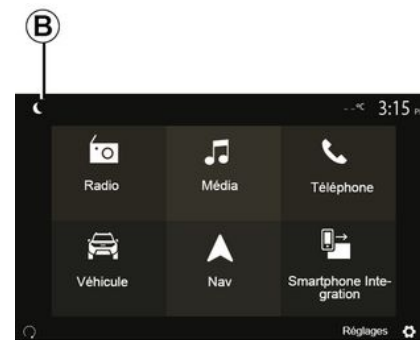 B
--°C 3:15 P
Radio
Média
Téléphone
Véhicule
Nav
Smartphone Inte-
gration
Réglages